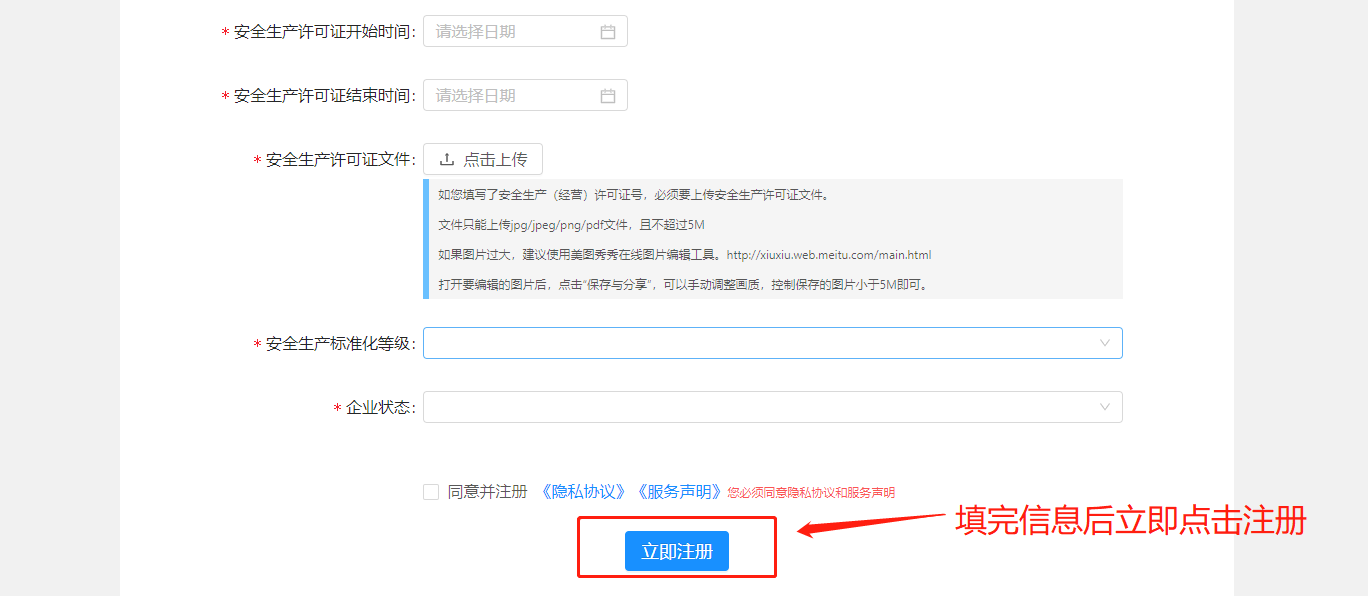 * 安全生产许可证开始时间: 请选择日期
* 安全生产许可证结束时间: 请选择日期
* 安全生产许可证文件: 点击上传
如您填写了安全生产（经营）许可证号，必须要上传安全生产许可证文件。
文件只能上传jpg/jpeg/png/pdf文件，且不超过5M
如果图片过大，建议使用美图秀秀在线图片编辑工具。http://xiuxiu.web.meitu.com/main.html
打开要编辑的图片后，点击“保存与分享”，可以手动调整画质，控制保存的图片小于5M即可。
* 安全生产标准化等级:
* 企业状态:
同意并注册 《隐私协议》《服务声明》您必须同意隐私协议和服务声明
填完信息后立即点击注册
立即注册